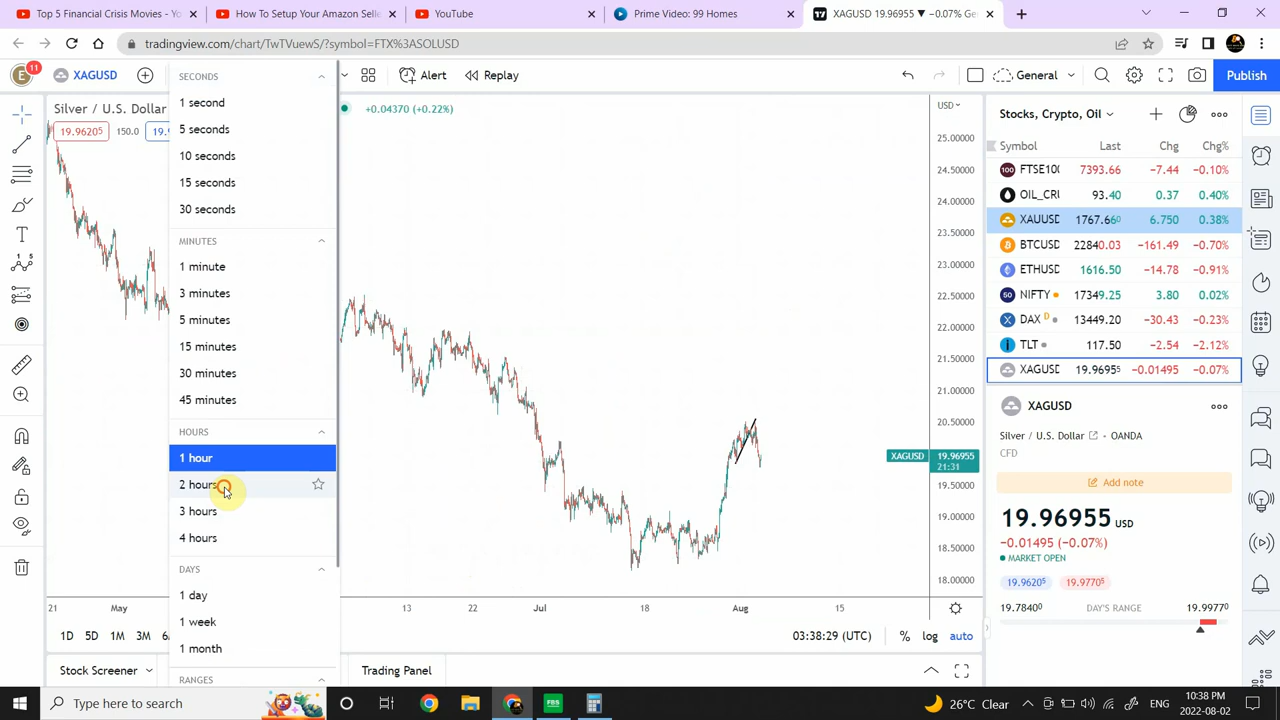 Top 5 Financial Crisis Movies - Yo
How To Setup Your Amazon Selle
YouTube
Prime Video: 99 Homes
XAGUSD 19.96955 ▼ −0.07% Ge
tradingview.com/chart/TwTVuewS/?symbol=FTX%3ASOLUSD
E
11
XAGUSD
Alert
Replay
General
Publish
Silver / U.S. Dollar
+0.04370 (+0.22%)
19.96205
150.0
19.9
SECONDS
1 second
5 seconds
10 seconds
15 seconds
30 seconds
MINUTES
1 minute
3 minutes
5 minutes
15 minutes
30 minutes
45 minutes
HOURS
1 hour
2 hours
3 hours
4 hours
DAYS
1 day
1 week
1 month
RANGES
USD
25.00000
24.50000
24.00000
23.50000
23.00000
22.50000
22.00000
21.50000
21.00000
20.50000
XAGUSD 19.96955
21:31
19.50000
19.00000
18.50000
18.00000
21 May 13 22 Jul 18 Aug 15
1D 5D 1M 3M 6M
03:38:29 (UTC) % log auto
Stock Screener
Trading Panel
Stocks, Crypto, Oil
Symbol Last Chg Chg%
FTSE100 7393.66 −7.44 −0.10%
OIL_CRU 93.40 0.37 0.40%
XAUUSD 1767.660 6.750 0.38%
BTCUSD 22840.03 −161.49 −0.70%
ETHUSD 1616.50 −14.78 −0.91%
NIFTY 17349.25 3.80 0.02%
DAX D 13449.20 −30.43 −0.23%
TLT 117.50 −2.54 −2.12%
XAGUSD 19.96955 −0.01495 −0.07%
XAGUSD
Silver / U.S. Dollar • OANDA
CFD
Add note
19.96955 USD
−0.01495 (−0.07%)
MARKET OPEN
19.96205 19.97705
19.78400 DAY'S RANGE 19.99770
Type here to search
FBS
26°C Clear
ENG
10:38 PM
2022-08-02